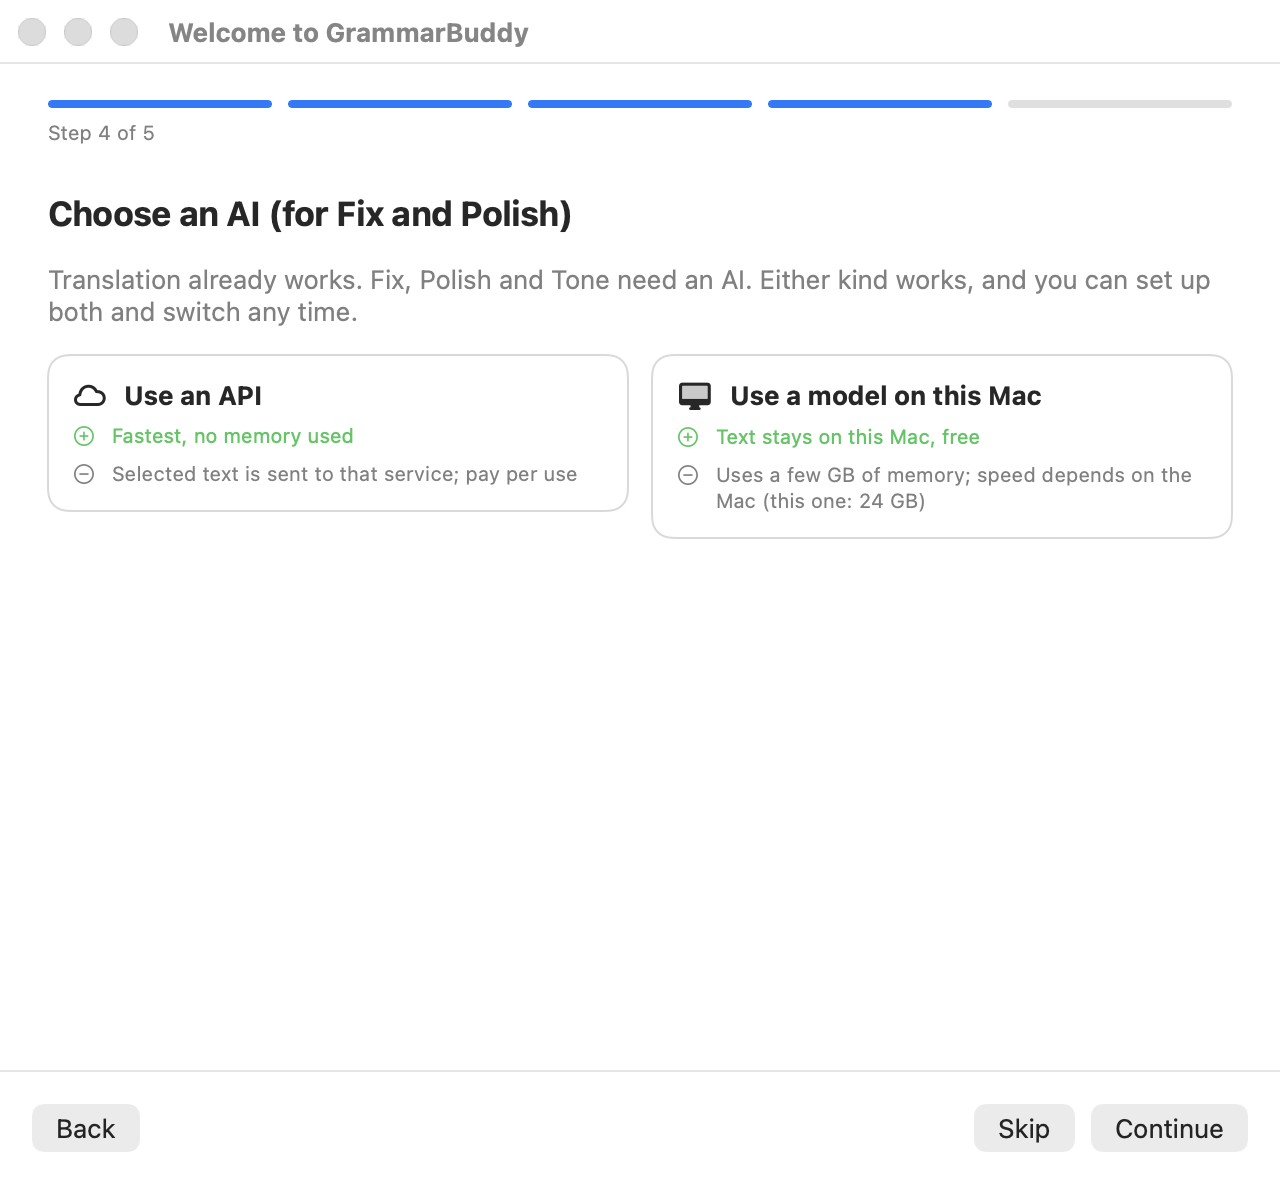 Welcome to GrammarBuddy
Step 4 of 5
Choose an AI (for Fix and Polish)
Translation already works. Fix, Polish and Tone need an AI. Either kind works, and you can set up
both and switch any time.
Use an API
Fastest, no memory used
Selected text is sent to that service; pay per use
Use a model on this Mac
Text stays on this Mac, free
Uses a few GB of memory; speed depends on the
Mac (this one: 24 GB)
Back
Skip
Continue